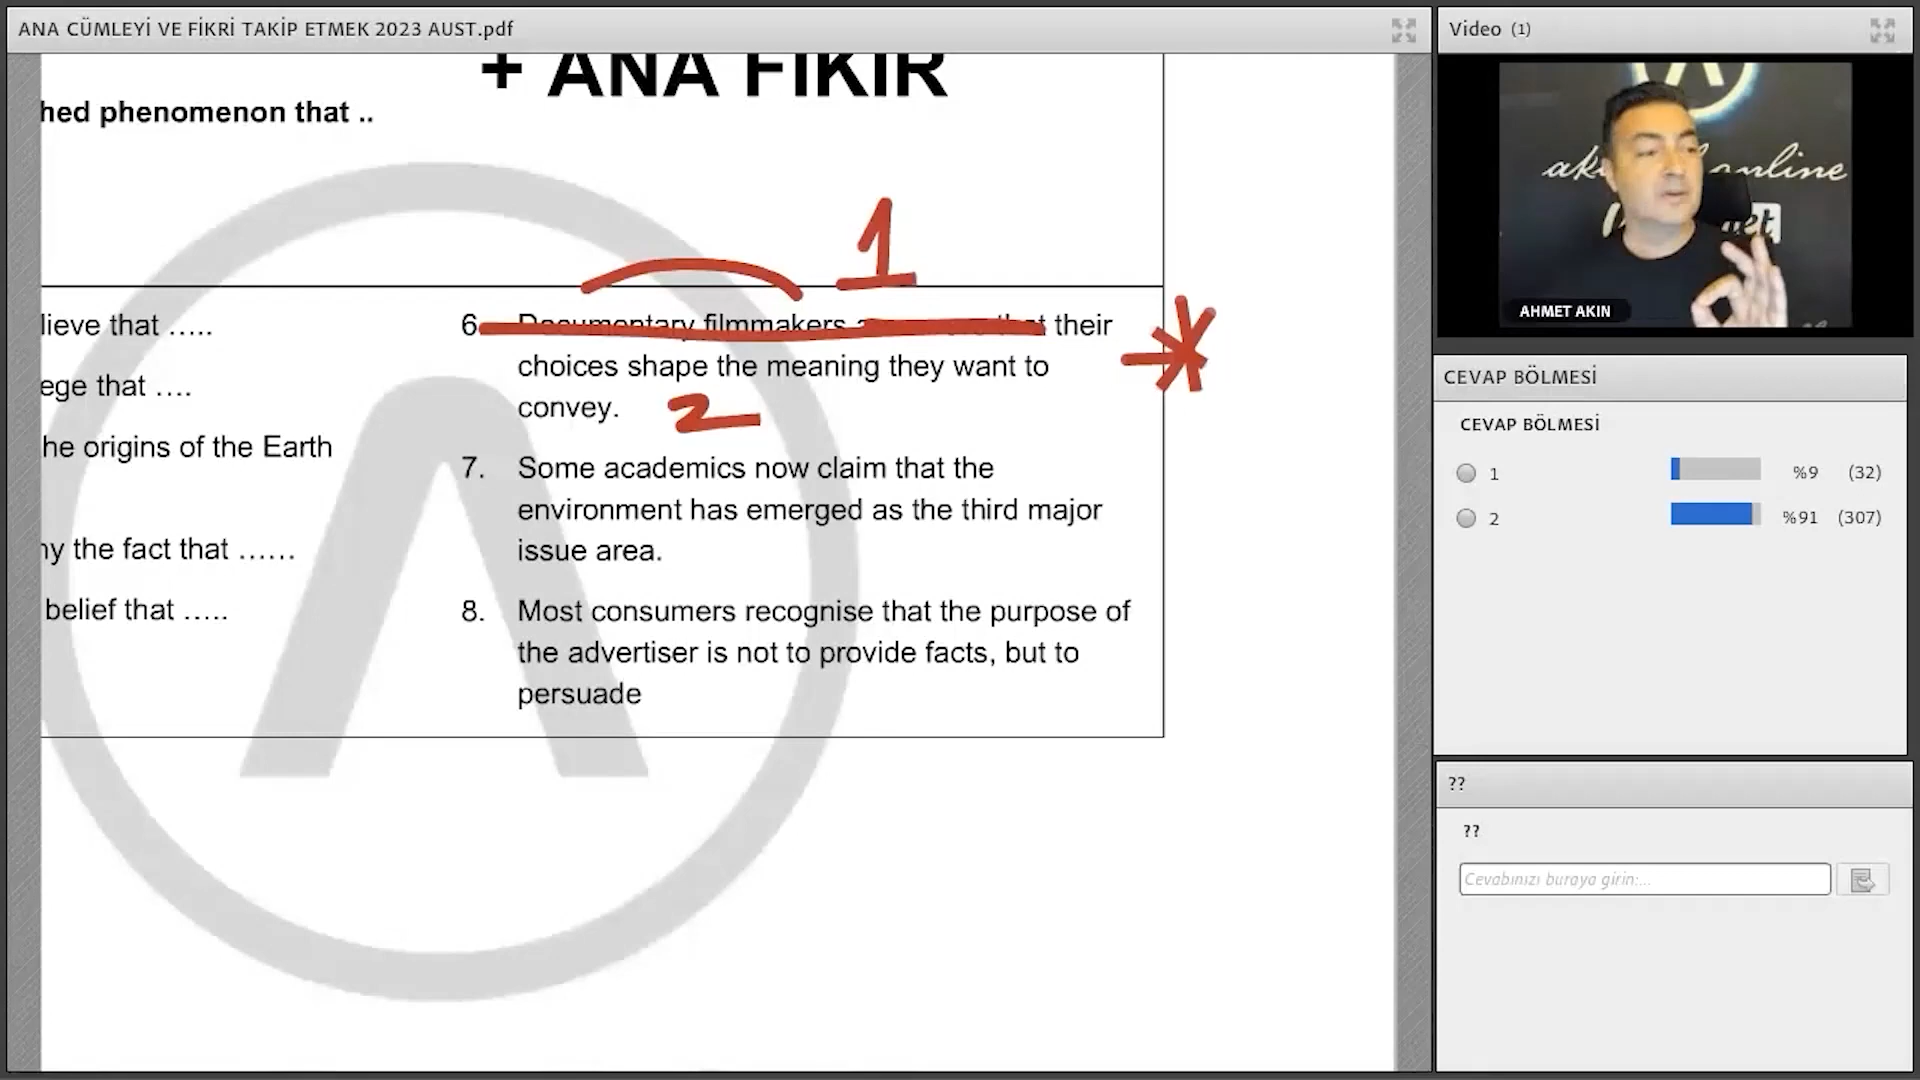 ANA CÜMLEYİ VE FİKRİ TAKİP ETMEK 2023 AUST.pdf
+ ANA FİKİR
hed phenomenon that ..
1
lieve that …..
ege that ….
he origins of the Earth
y the fact that ……
belief that …..
6. Documentary filmmakers that their
choices shape the meaning they want to
convey.
2
7. Some academics now claim that the
environment has emerged as the third major
issue area.
8. Most consumers recognise that the purpose of
the advertiser is not to provide facts, but to
persuade
Video (1)
online
AHMET AKIN
CEVAP BÖLMESİ
CEVAP BÖLMESİ
1 %9 (32)
2 %91 (307)
??
??
Cevabınızı buraya girin:...